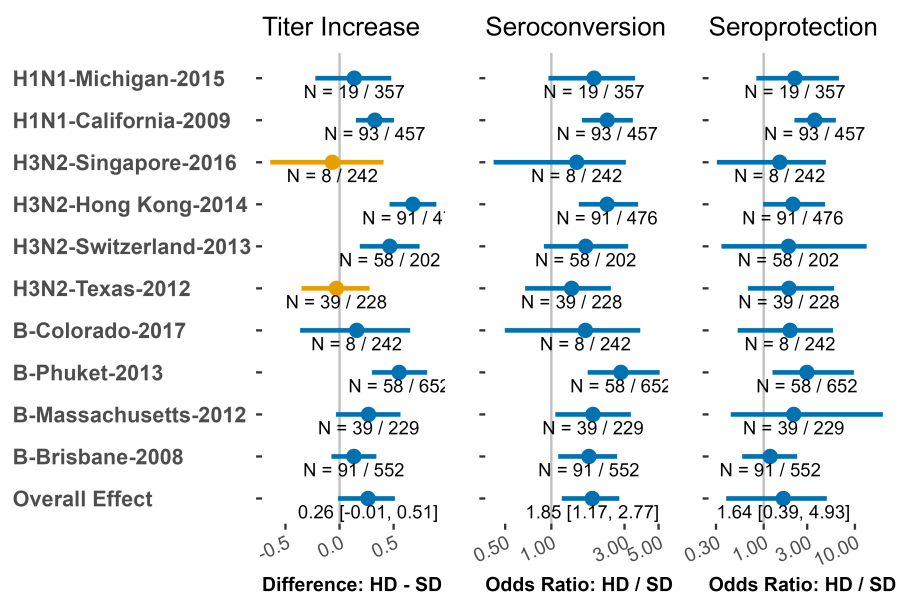 Titer Increase Seroconversion Seroprotection
H1N1-Michigan-2015
N = 19 / 357 N = 19 / 357 N = 19 / 357
H1N1-California-2009
N = 93 / 457 N = 93 / 457 N = 93 / 457
H3N2-Singapore-2016
N = 8 / 242 N = 8 / 242 N = 8 / 242
H3N2-Hong Kong-2014
N = 91 / 47 N = 91 / 476 N = 91 / 476
H3N2-Switzerland-2013
N = 58 / 202 N = 58 / 202 N = 58 / 202
H3N2-Texas-2012
N = 39 / 228 N = 39 / 228 N = 39 / 228
B-Colorado-2017
N = 8 / 242 N = 8 / 242 N = 8 / 242
B-Phuket-2013
N = 58 / 652 N = 58 / 652 N = 58 / 652
B-Massachusetts-2012
N = 39 / 229 N = 39 / 229 N = 39 / 229
B-Brisbane-2008
N = 91 / 552 N = 91 / 552 N = 91 / 552
Overall Effect
0.26 [-0.01, 0.51] 1.85 [1.17, 2.77] 1.64 [0.39, 4.93]
-0.5 0.0 0.5 0.50 1.00 3.00 5.00 0.30 1.00 3.00 10.00
Difference: HD - SD Odds Ratio: HD / SD Odds Ratio: HD / SD